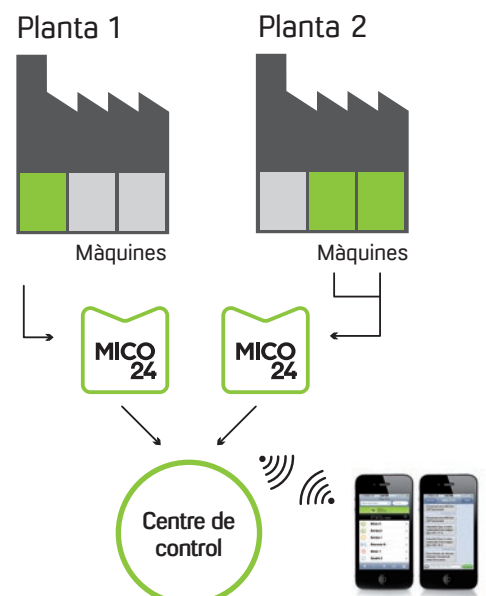 Planta 1
Planta 2
Màquines
Màquines
MICO
24
MICO
24
Centre de
control